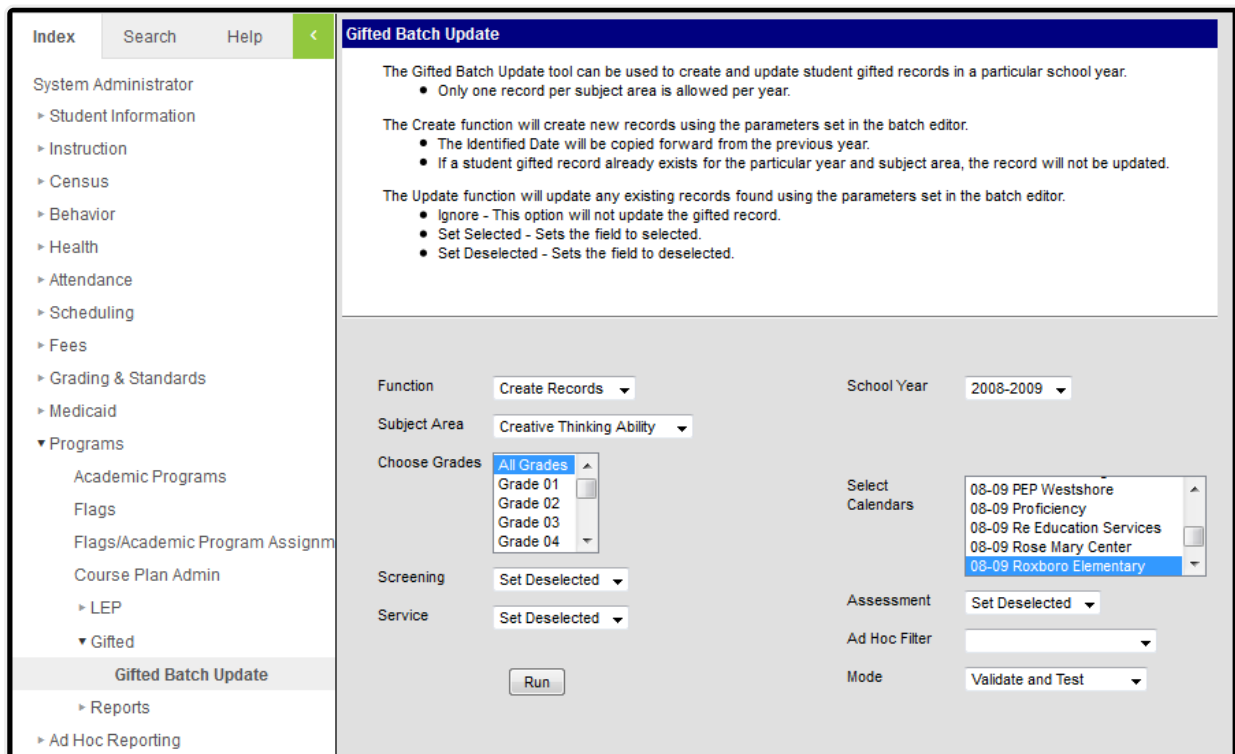 Index Search Help
System Administrator
Student Information
Instruction
Census
Behavior
Health
Attendance
Scheduling
Fees
Grading & Standards
Medicaid
Programs
Academic Programs
Flags
Flags/Academic Program Assignm
Course Plan Admin
LEP
Gifted
Gifted Batch Update
Reports
Ad Hoc Reporting
Gifted Batch Update
The Gifted Batch Update tool can be used to create and update student gifted records in a particular school year.
• Only one record per subject area is allowed per year.
The Create function will create new records using the parameters set in the batch editor.
• The Identified Date will be copied forward from the previous year.
• If a student gifted record already exists for the particular year and subject area, the record will not be updated.
The Update function will update any existing records found using the parameters set in the batch editor.
• Ignore - This option will not update the gifted record.
• Set Selected - Sets the field to selected.
• Set Deselected - Sets the field to deselected.
Function Create Records
Subject Area Creative Thinking Ability
Choose Grades All Grades
Grade 01
Grade 02
Grade 03
Grade 04
Screening Set Deselected
Service Set Deselected
Run
School Year 2008-2009
Select Calendars
08-09 PEP Westshore
08-09 Proficiency
08-09 Re Education Services
08-09 Rose Mary Center
08-09 Roxboro Elementary
Assessment Set Deselected
Ad Hoc Filter
Mode Validate and Test